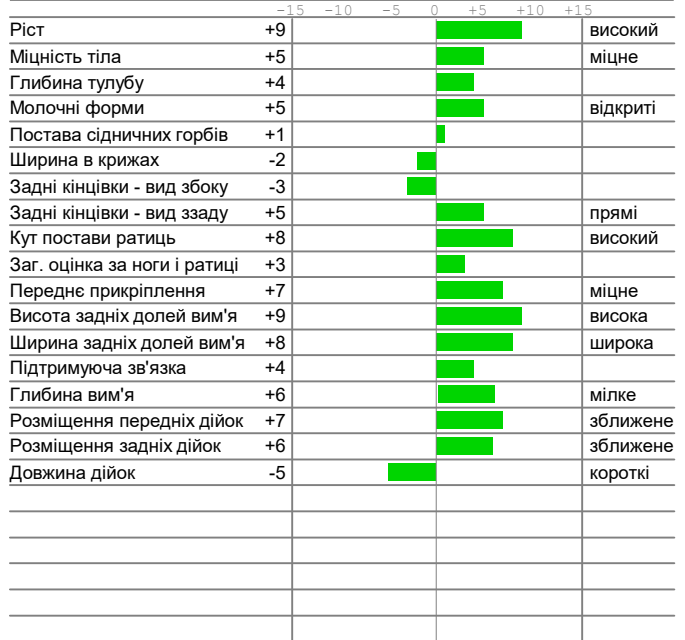 -15 -10 -5 0 +5 +10 +15
Ріст +9 високий
Міцність тіла +5 міцне
Глибина тулубу +4
Молочні форми +5 відкриті
Постава сідничних горбів +1
Ширина в крижах -2
Задні кінцівки - вид збоку -3
Задні кінцівки - вид ззаду +5 прямі
Кут постави ратиць +8 високий
Заг. оцінка за ноги і ратиці +3
Переднє прикріплення +7 міцне
Висота задніх долей вим'я +9 висока
Ширина задніх долей вим'я +8 широка
Підтримуюча зв'язка +4
Глибина вим'я +6 мілке
Розміщення передніх дійок +7 зближене
Розміщення задніх дійок +6 зближене
Довжина дійок -5 короткі